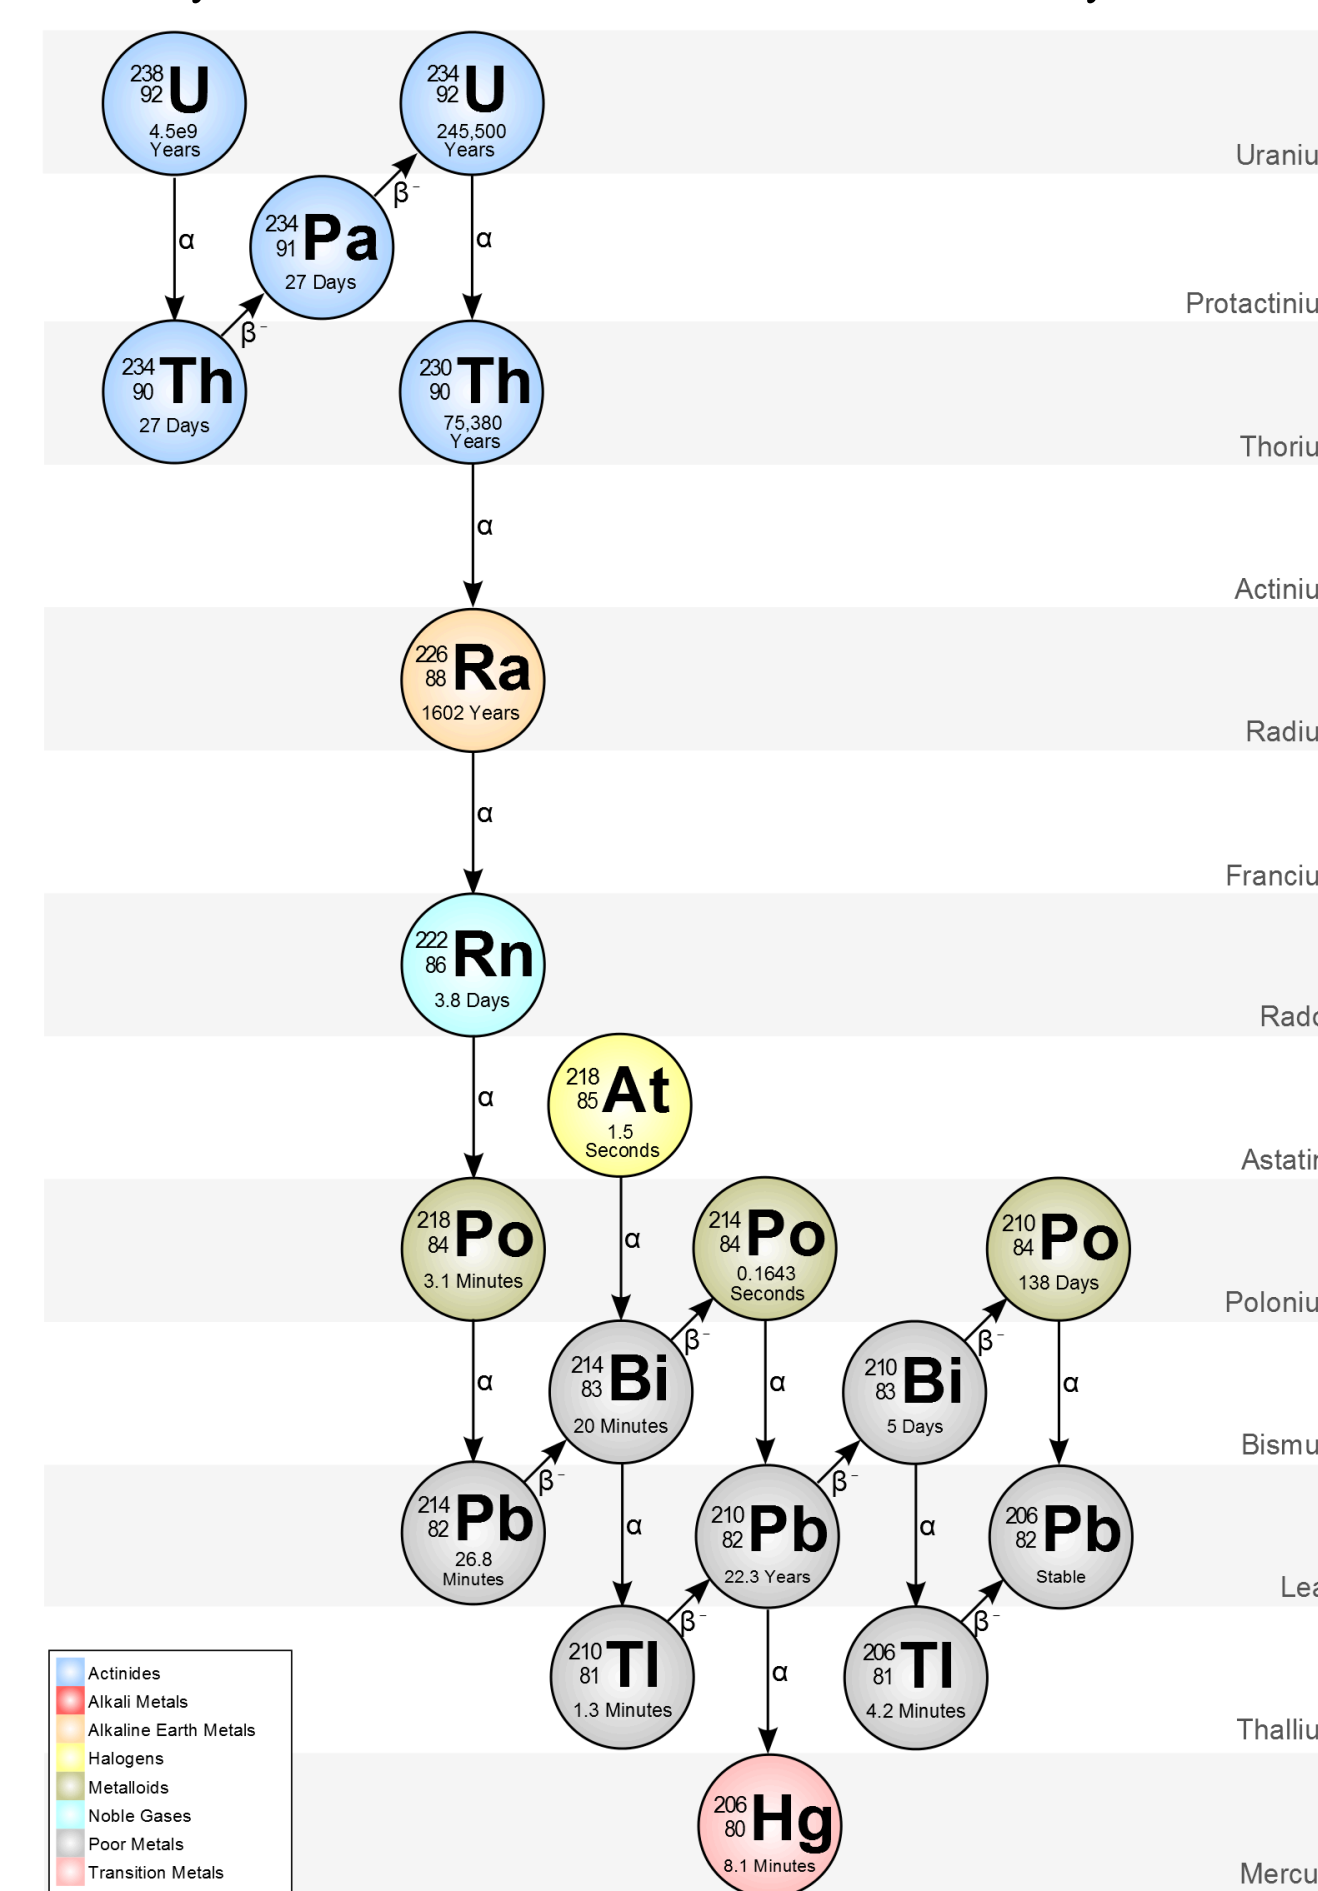 238
92
U
4.5e9
Years
234
92
U
245,500
Years
Uraniu
α
β⁻
α
234
91
Pa
27 Days
Protactiniu
β⁻
234
90
Th
27 Days
230
90
Th
75,380
Years
Thoriu
α
Actiniu
226
88
Ra
1602 Years
Radiu
α
Franciu
222
86
Rn
3.8 Days
Rado
α
218
85
At
1.5
Seconds
Astatin
218
84
Po
3.1 Minutes
α
214
84
Po
0.1643
Seconds
210
84
Po
138 Days
Poloniu
α
214
83
Bi
20 Minutes
β⁻
α
210
83
Bi
5 Days
β⁻
α
Bismu
214
82
Pb
26.8
Minutes
β⁻
α
210
82
Pb
22.3 Years
β⁻
α
206
82
Pb
Stable
Lea
210
81
Tl
1.3 Minutes
β⁻
α
206
81
Tl
4.2 Minutes
β⁻
Thalliu
206
80
Hg
8.1 Minutes
Mercu
Actinides
Alkali Metals
Alkaline Earth Metals
Halogens
Metalloids
Noble Gases
Poor Metals
Transition Metals